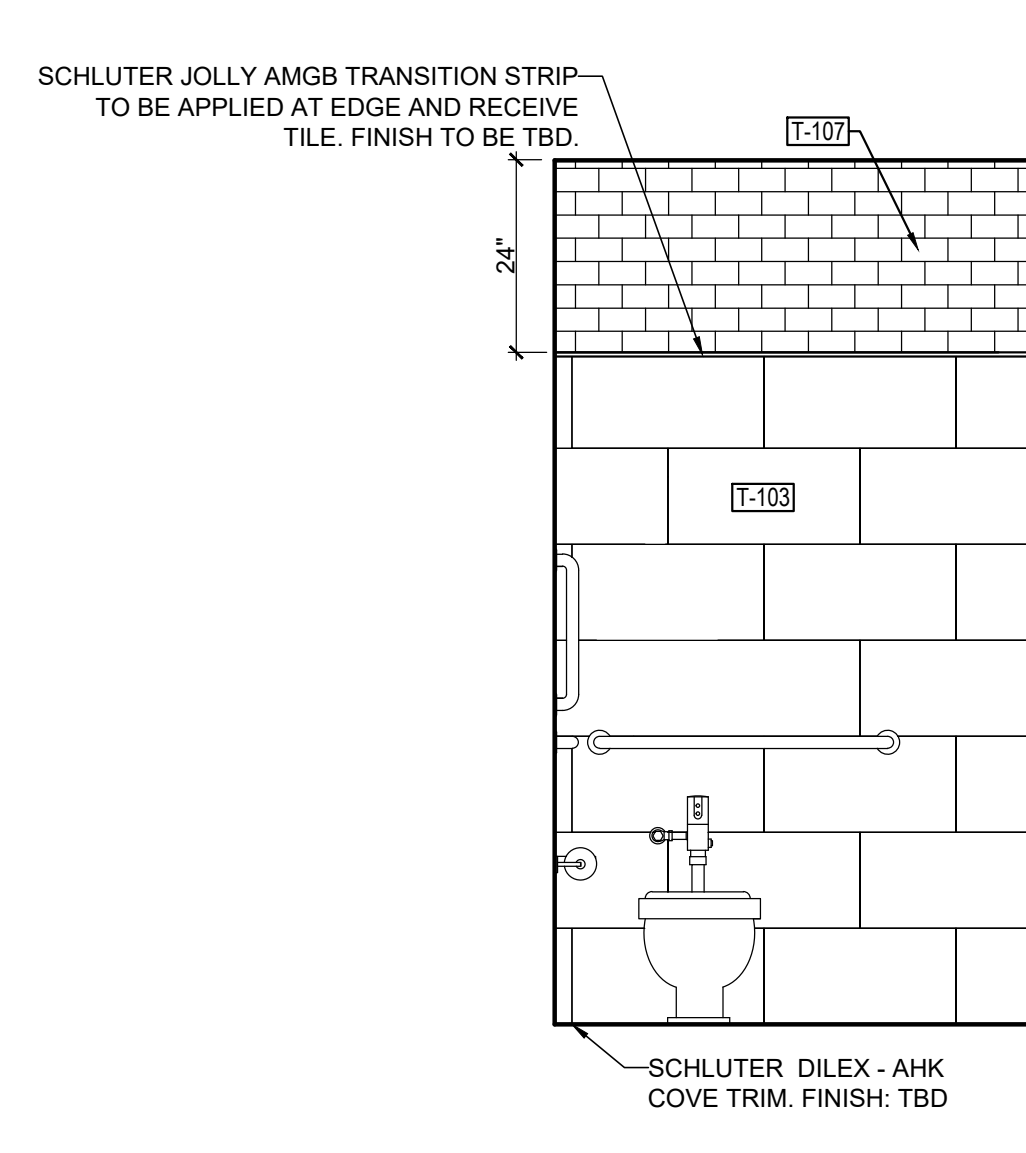 SCHLUTER JOLLY AMGB TRANSITION STRIP
TO BE APPLIED AT EDGE AND RECEIVE
TILE. FINISH TO BE TBD.
T-107
24"
T-103
SCHLUTER DILEX - AHK
COVE TRIM. FINISH: TBD